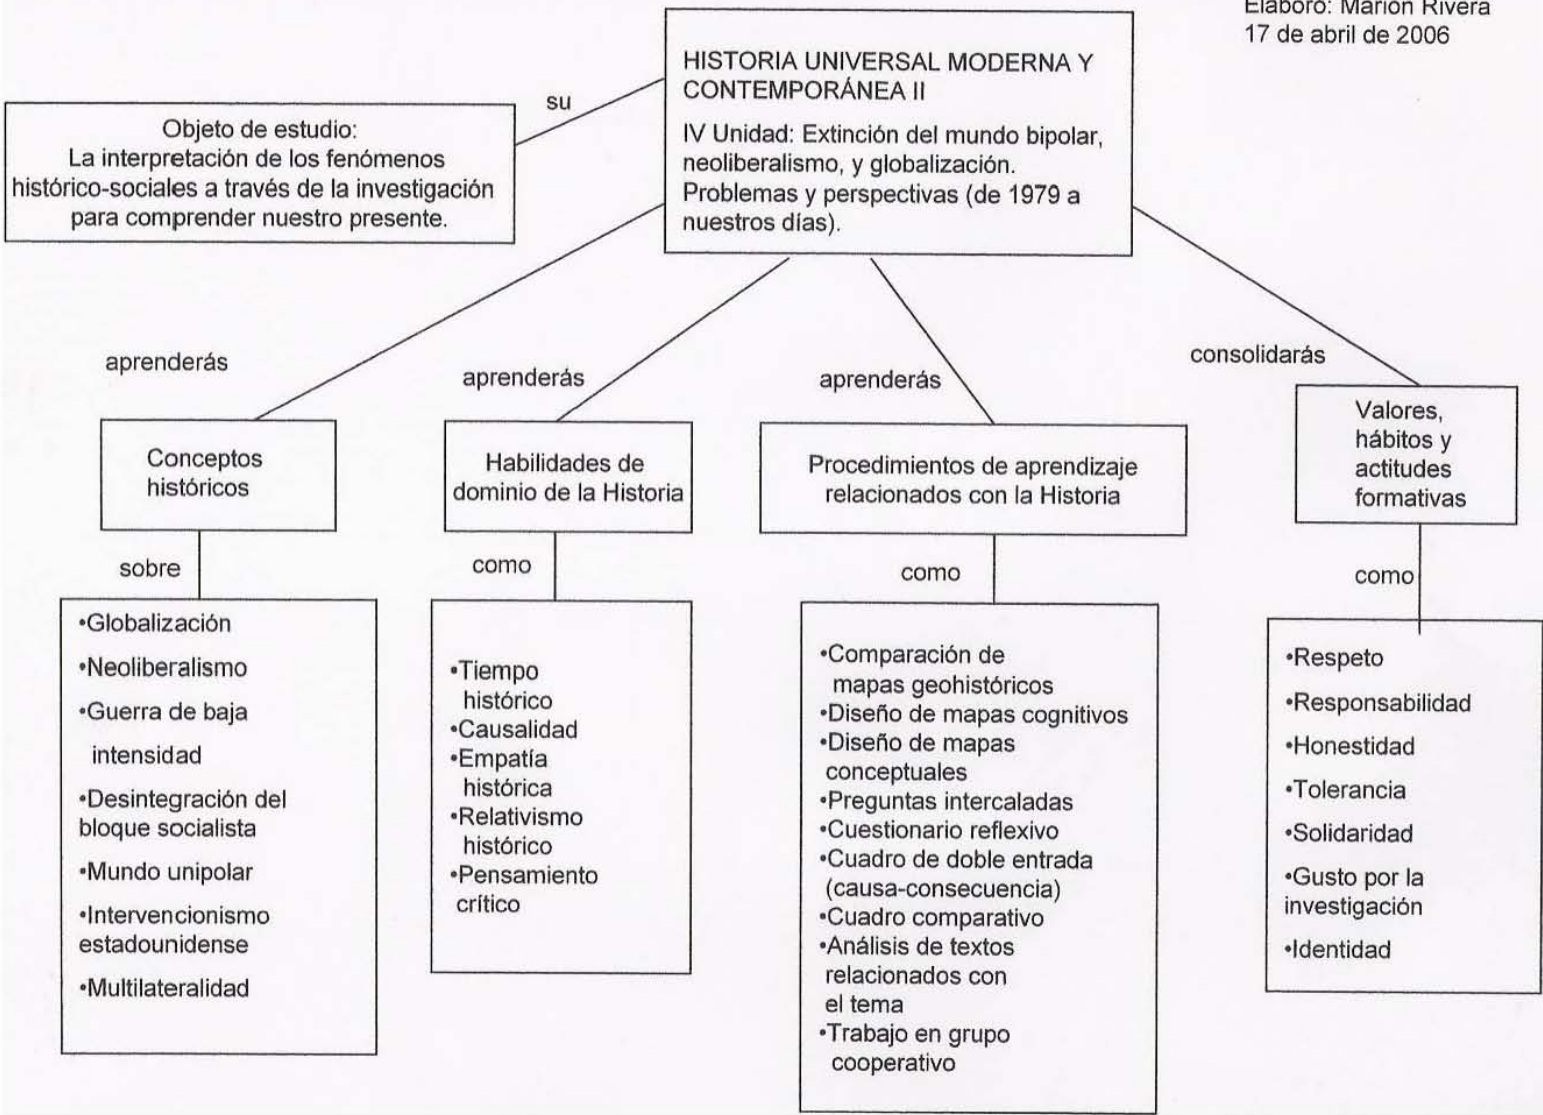 Elaboró: Marion Rivera
17 de abril de 2006
HISTORIA UNIVERSAL MODERNA Y
CONTEMPORÁNEA II
IV Unidad: Extinción del mundo bipolar,
neoliberalismo, y globalización.
Problemas y perspectivas (de 1979 a
nuestros días).
su
Objeto de estudio:
La interpretación de los fenómenos
histórico-sociales a través de la investigación
para comprender nuestro presente.
aprenderás
aprenderás
aprenderás
consolidarás
Conceptos
históricos
Habilidades de
dominio de la Historia
Procedimientos de aprendizaje
relacionados con la Historia
Valores,
hábitos y
actitudes
formativas
sobre
como
como
como
•Globalización
•Neoliberalismo
•Guerra de baja
intensidad
•Desintegración del
bloque socialista
•Mundo unipolar
•Intervencionismo
estadounidense
•Multilateralidad
•Tiempo
histórico
•Causalidad
•Empatía
histórica
•Relativismo
histórico
•Pensamiento
crítico
•Comparación de
mapas geohistóricos
•Diseño de mapas cognitivos
•Diseño de mapas
conceptuales
•Preguntas intercaladas
•Cuestionario reflexivo
•Cuadro de doble entrada
(causa-consecuencia)
•Cuadro comparativo
•Análisis de textos
relacionados con
el tema
•Trabajo en grupo
cooperativo
•Respeto
•Responsabilidad
•Honestidad
•Tolerancia
•Solidaridad
•Gusto por la
investigación
•Identidad